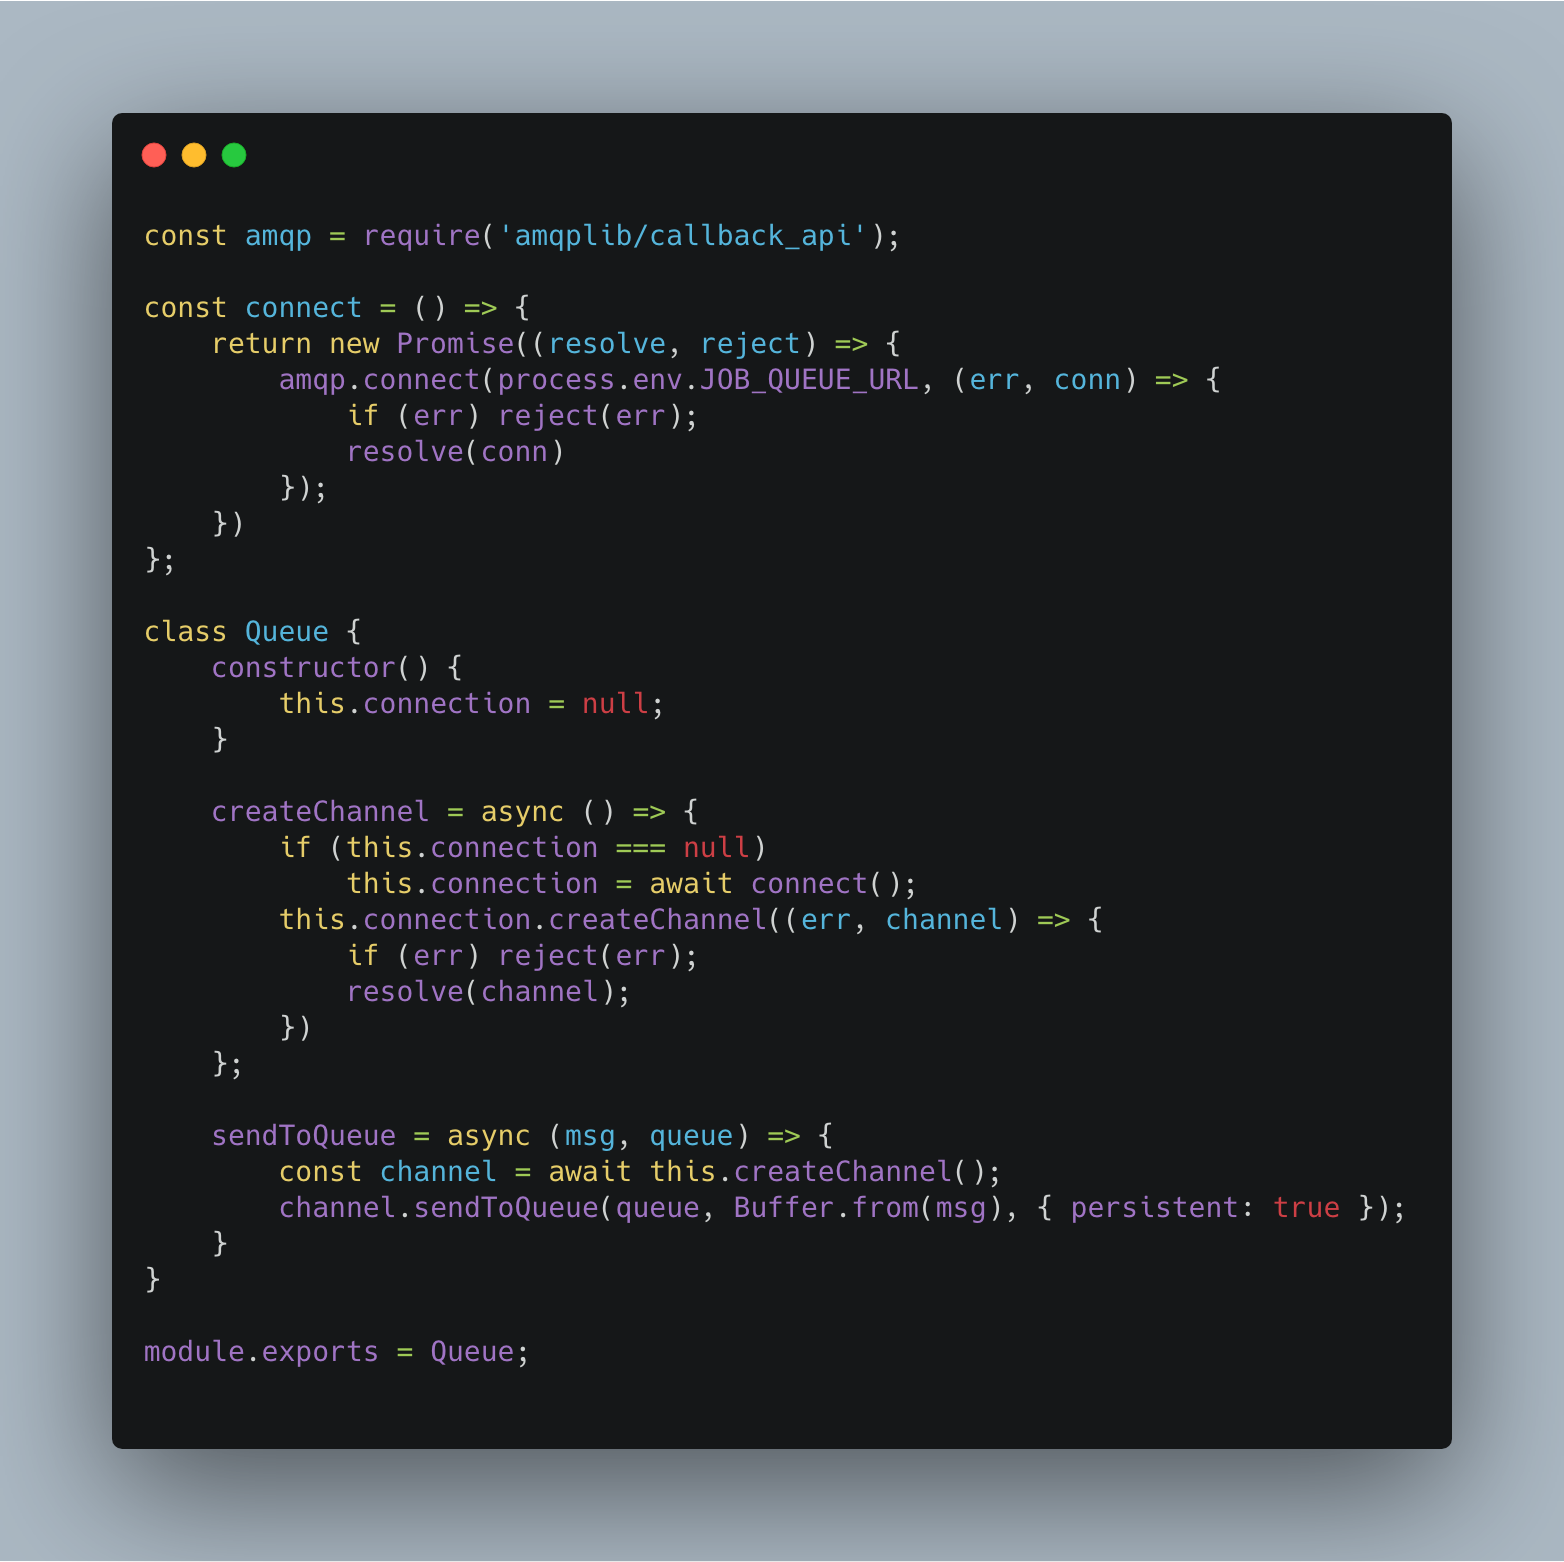 const amqp = require('amqplib/callback_api');

const connect = () => {
    return new Promise((resolve, reject) => {
        amqp.connect(process.env.JOB_QUEUE_URL, (err, conn) => {
            if (err) reject(err);
            resolve(conn)
        });
    })
};

class Queue {
    constructor() {
        this.connection = null;
    }

    createChannel = async () => {
        if (this.connection === null)
            this.connection = await connect();
        this.connection.createChannel((err, channel) => {
            if (err) reject(err);
            resolve(channel);
        })
    };

    sendToQueue = async (msg, queue) => {
        const channel = await this.createChannel();
        channel.sendToQueue(queue, Buffer.from(msg), { persistent: true });
    }
}

module.exports = Queue;